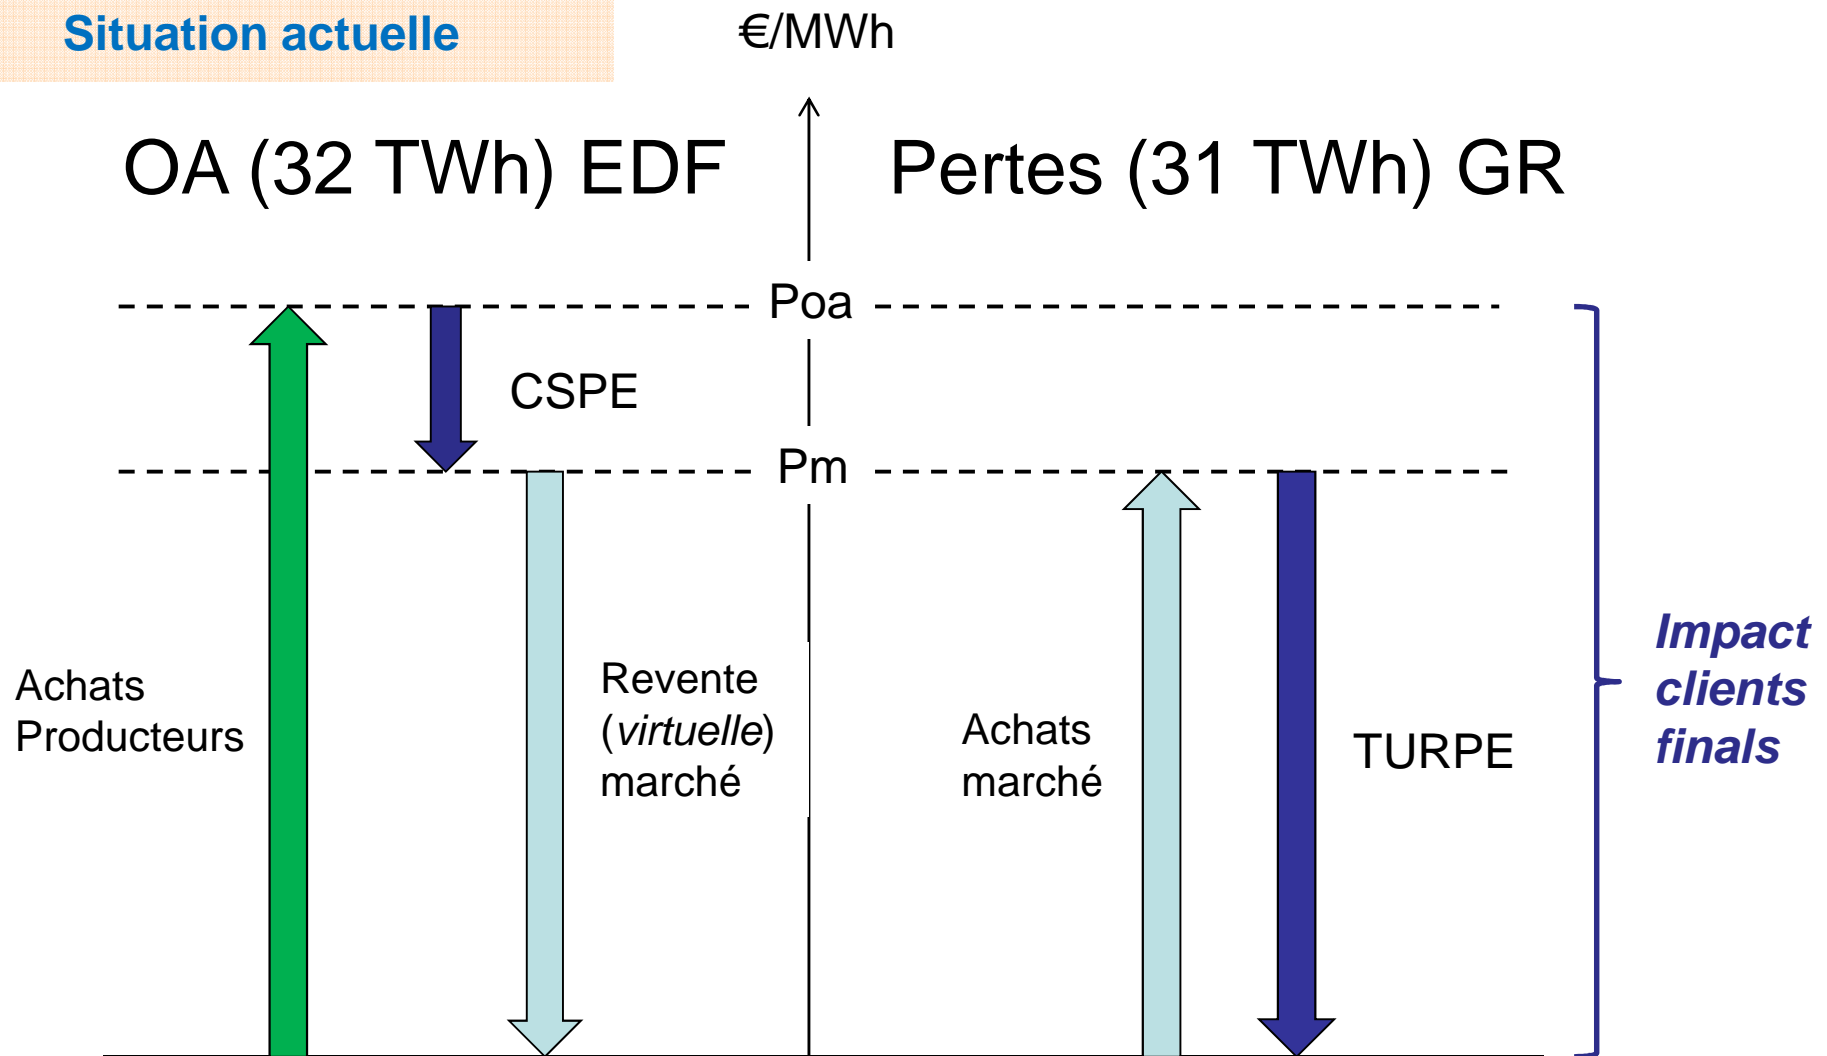 Situation actuelle
€/MWh
OA (32 TWh) EDF
Pertes (31 TWh) GR
Poa
CSPE
Pm
Achats
Producteurs
Revente
(virtuelle)
marché
Achats
marché
TURPE
Impact
clients
finals